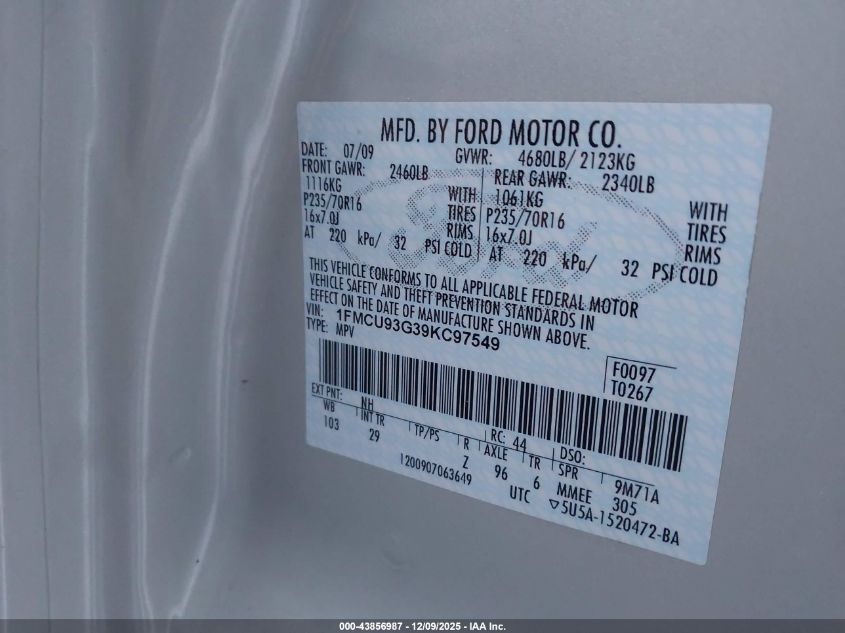 MFD. BY FORD MOTOR CO.
DATE: 07/09 GVWR: 4680LB/ 2123KG
FRONT GAWR: 2460LB REAR GAWR: 2340LB
1116KG WITH 1061KG WITH
P235/70R16 TIRES P235/70R16 TIRES
16x7.0J RIMS 16x7.0J RIMS
AT 220 kPa/ 32 PSI COLD AT 220 kPa/ 32 PSI COLD
Ford
THIS VEHICLE CONFORMS TO ALL APPLICABLE FEDERAL MOTOR
VEHICLE SAFETY AND THEFT PREVENTION STANDARDS IN
EFFECT ON THE DATE OF MANUFACTURE SHOWN ABOVE.
VIN: 1FMCU93G39KC97549
TYPE: MPV
F0097
T0267
EXT PNT: NH RC: 44 DSO:
WB INT TR TP/PS R AXLE TR SPR
103 29 Z 96 6 MMEE 9M71A
1200907063649 UTC 305
▽5U5A-1520472-BA
000-43856987 - 12/09/2025 - IAA Inc.